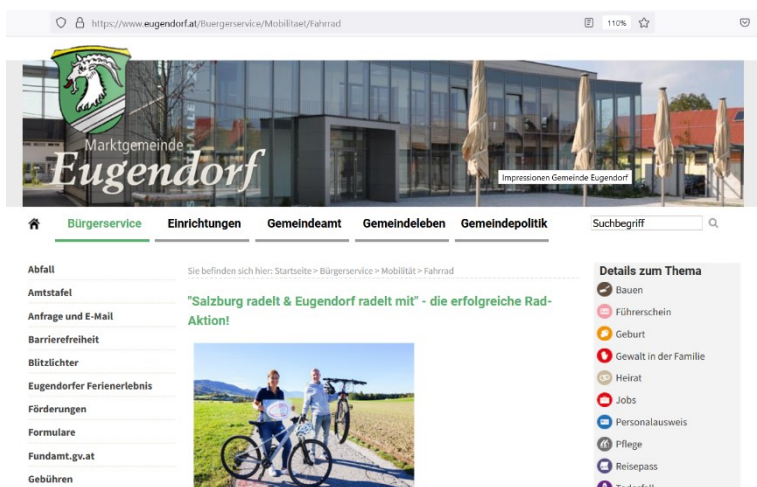 https://www.eugendorf.at/Buergerservice/Mobilitaet/Fahrrad
110%
Marktgemeinde
Eugendorf
Impressionen Gemeinde Eugendorf
Bürgerservice Einrichtungen Gemeindeamt Gemeindeleben Gemeindepolitik Suchbegriff
Abfall
Amtstafel
Anfrage und E-Mail
Barrierefreiheit
Blitzlichter
Eugendorfer Ferienerlebnis
Förderungen
Formulare
Fundamt.gv.at
Gebühren
Sie befinden sich hier: Startseite > Bürgerservice > Mobilität > Fahrrad
"Salzburg radelt & Eugendorf radelt mit" - die erfolgreiche Rad-
Aktion!
Details zum Thema
Bauen
Führerschein
Geburt
Gewalt in der Familie
Heirat
Jobs
Personalausweis
Pflege
Reisepass